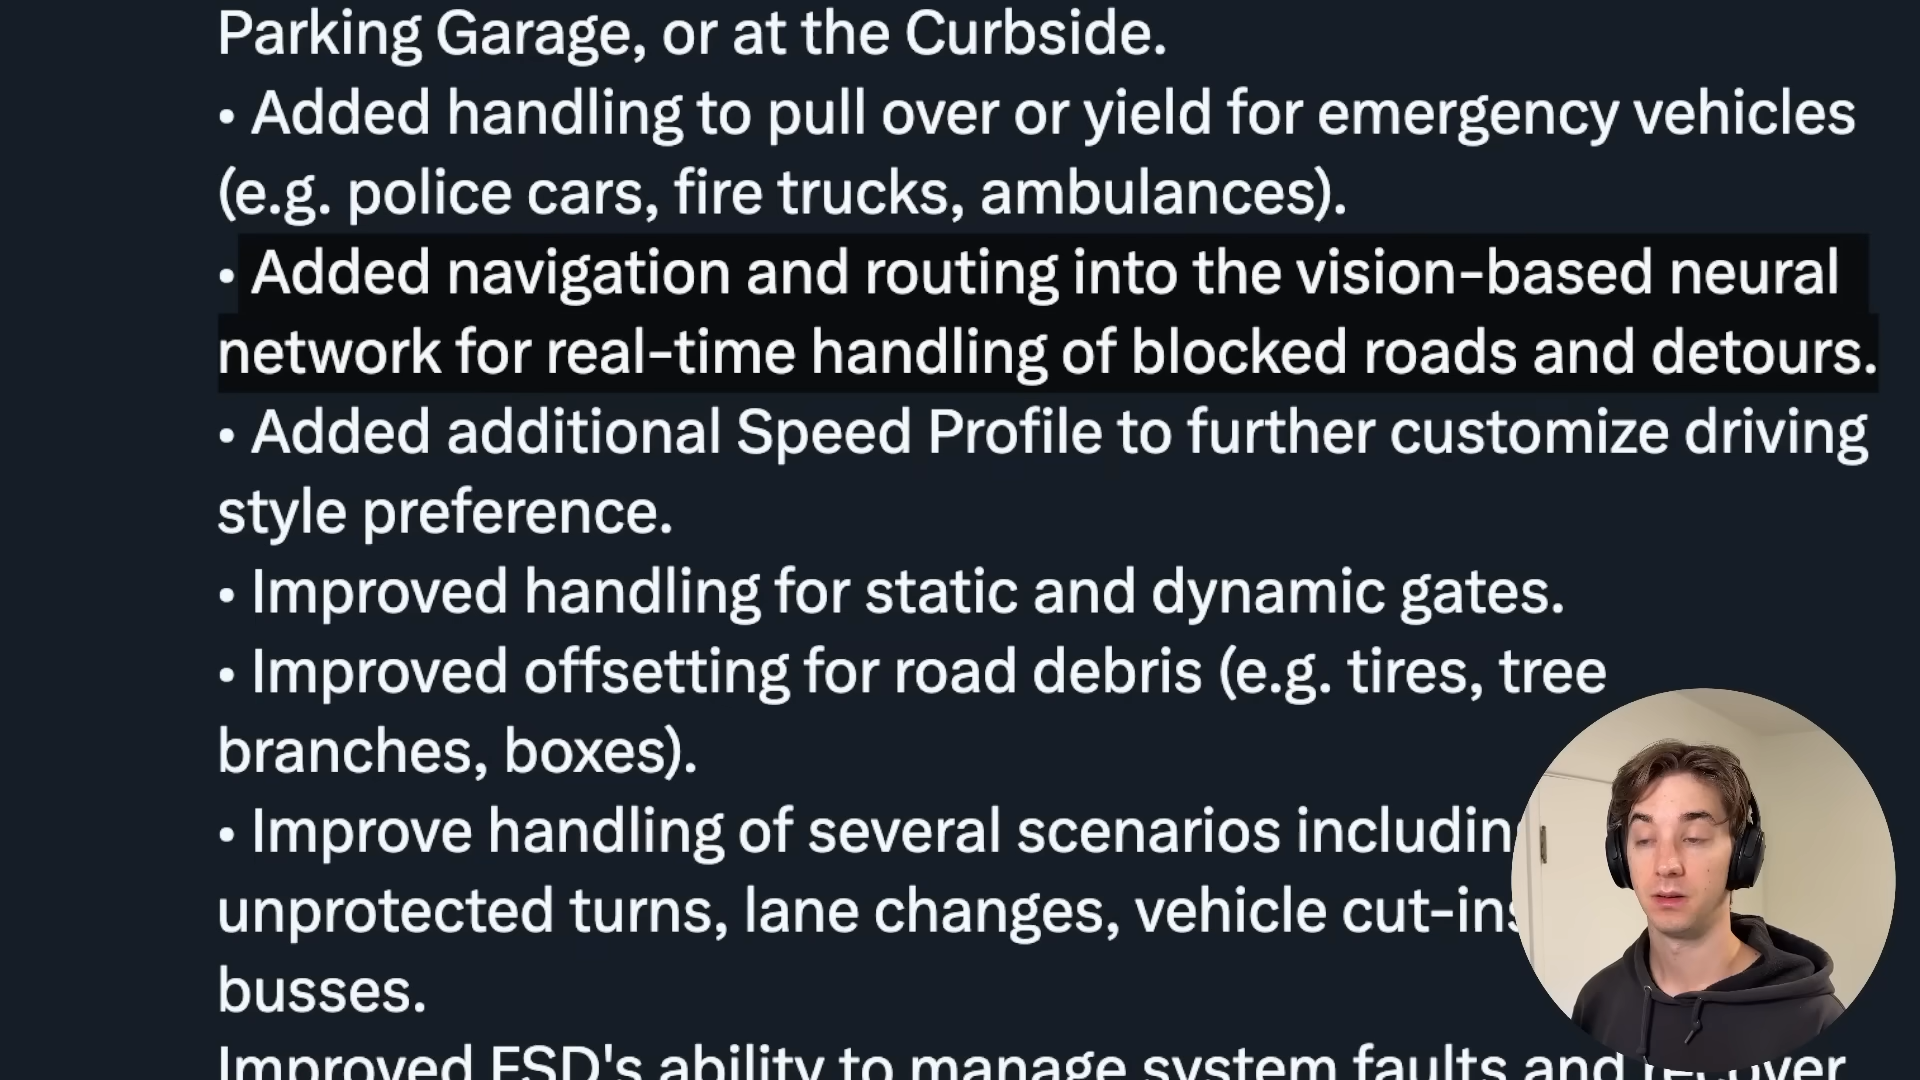 Parking Garage, or at the Curbside.
• Added handling to pull over or yield for emergency vehicles
(e.g. police cars, fire trucks, ambulances).
• Added navigation and routing into the vision-based neural
network for real-time handling of blocked roads and detours.
• Added additional Speed Profile to further customize driving
style preference.
• Improved handling for static and dynamic gates.
• Improved offsetting for road debris (e.g. tires, tree
branches, boxes).
• Improve handling of several scenarios including
unprotected turns, lane changes, vehicle cut-ins
busses.
Improved FSD's ability to manage system faults and recover